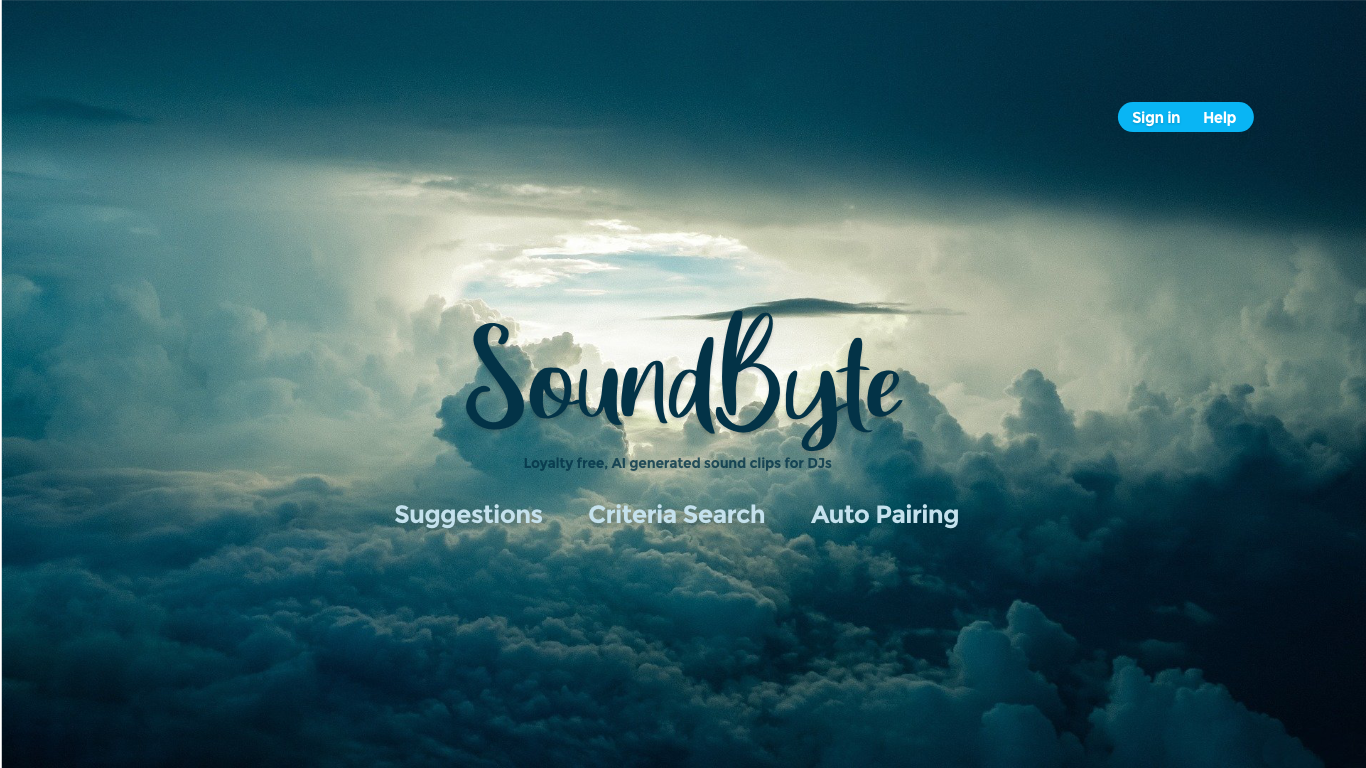 Sign in Help
SoundByte
Loyalty free, AI generated sound clips for DJs
Suggestions Criteria Search Auto Pairing